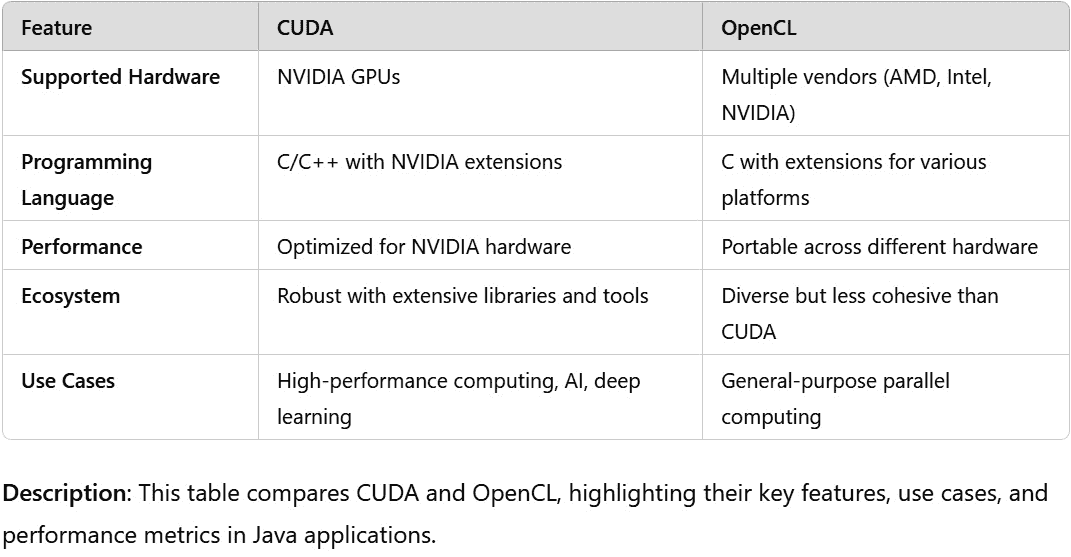 Feature CUDA OpenCL
Supported Hardware NVIDIA GPUs Multiple vendors (AMD, Intel,
NVIDIA)
Programming C/C++ with NVIDIA extensions C with extensions for various
Language platforms
Performance Optimized for NVIDIA hardware Portable across different hardware
Ecosystem Robust with extensive libraries and tools Diverse but less cohesive than
CUDA
Use Cases High-performance computing, AI, deep General-purpose parallel
learning computing
Description: This table compares CUDA and OpenCL, highlighting their key features, use cases, and
performance metrics in Java applications.